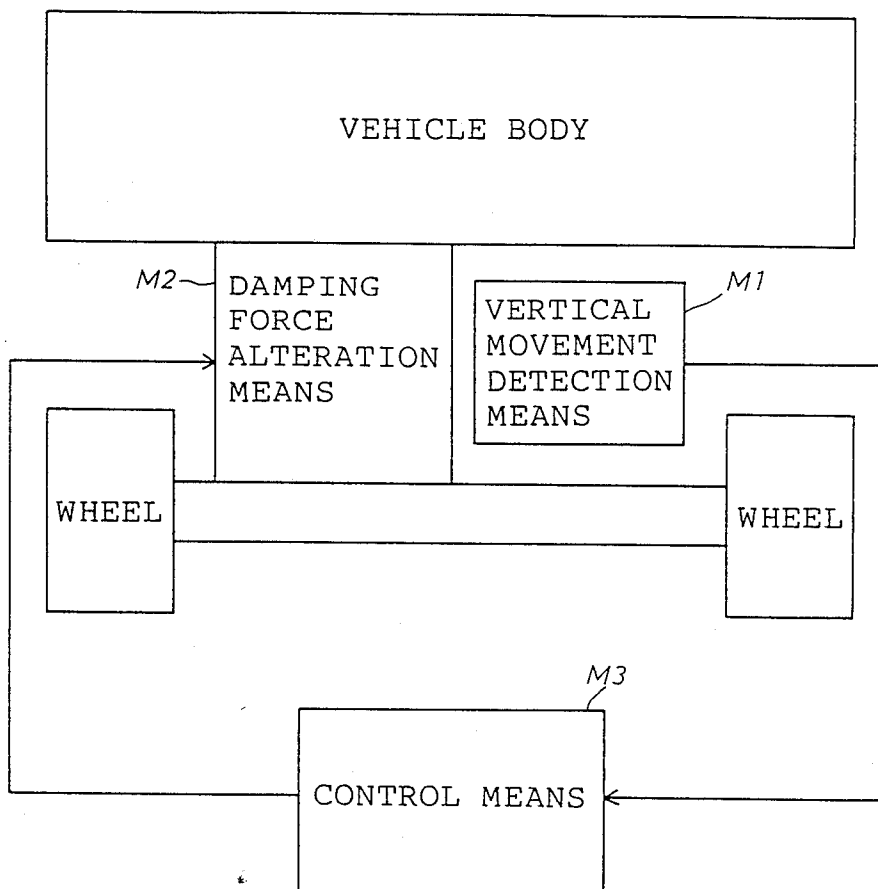 VEHICLE BODY
M2
DAMPING
FORCE
ALTERATION
MEANS
M1
VERTICAL
MOVEMENT
DETECTION
MEANS
WHEEL
WHEEL
M3
CONTROL MEANS